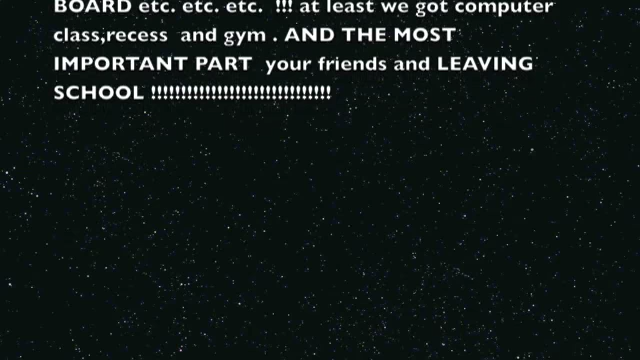 BOARD etc. etc. etc.  !!! at least we got computer
class,recess  and gym . AND THE MOST
IMPORTANT PART  your friends and LEAVING
SCHOOL !!!!!!!!!!!!!!!!!!!!!!!!!!!!!!!